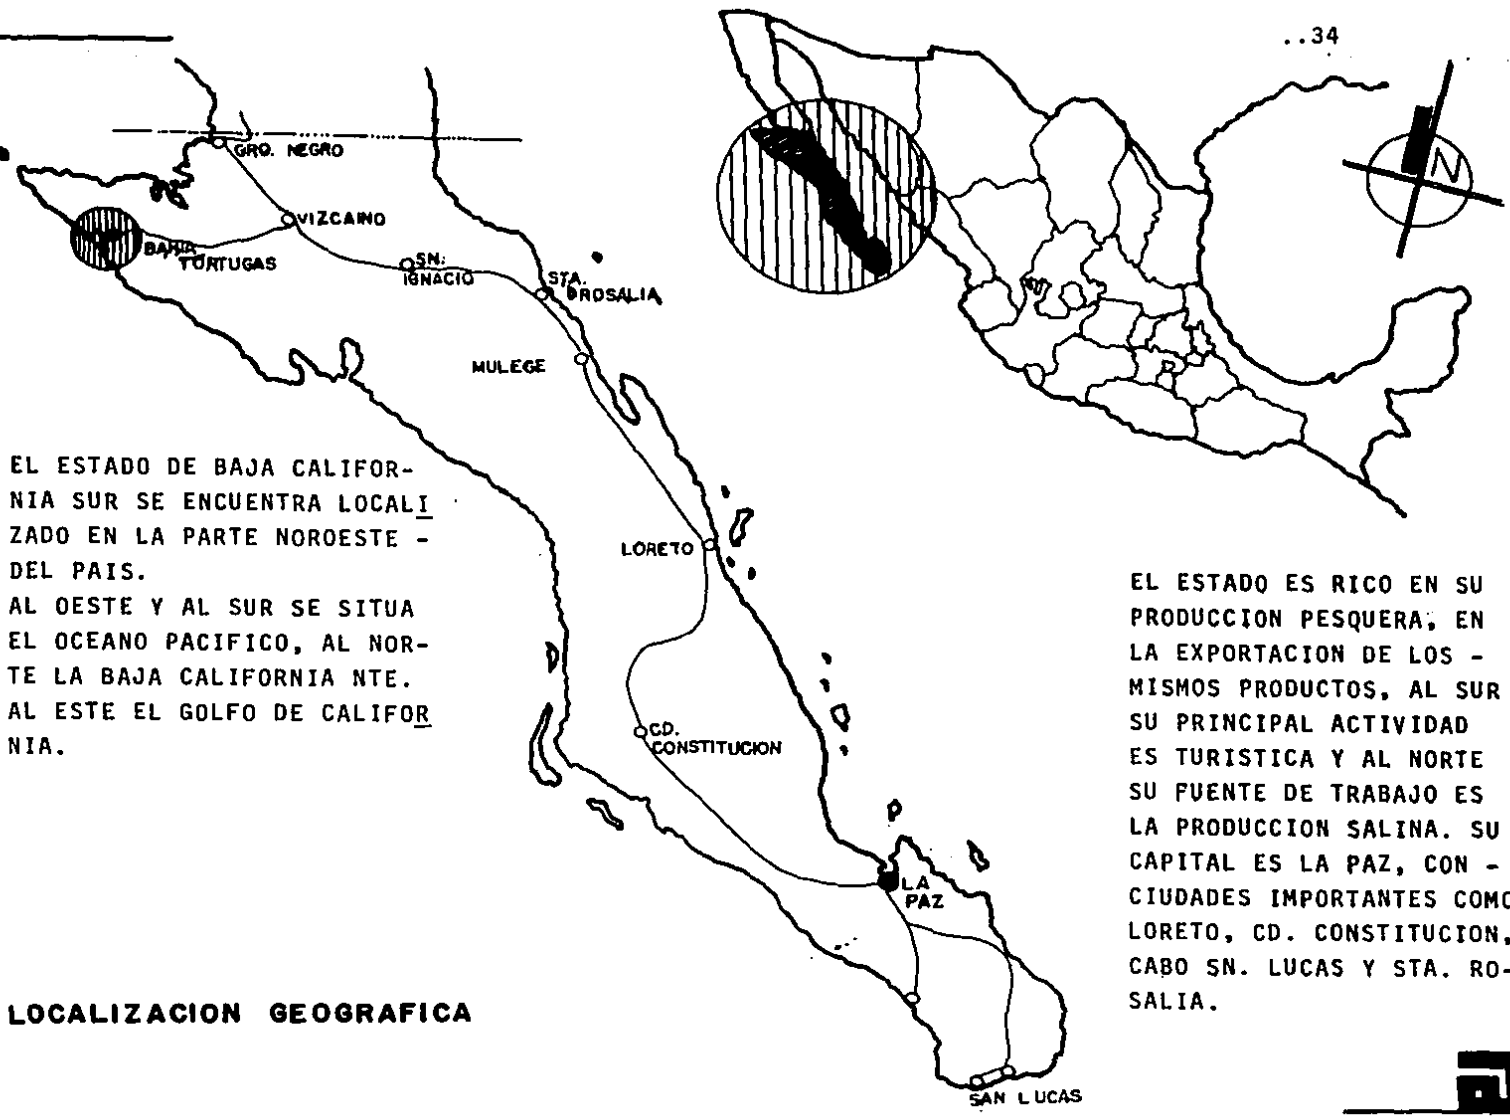 ..34
N
GRO. NEGRO
VIZCAINO
BAHIA
TORTUGAS
SN.
IGNACIO
STA.
ROSALIA
MULEGE
LORETO
CD.
CONSTITUCION
LA
PAZ
SAN LUCAS
EL ESTADO DE BAJA CALIFOR-
NIA SUR SE ENCUENTRA LOCALI
ZADO EN LA PARTE NOROESTE -
DEL PAIS.
AL OESTE Y AL SUR SE SITUA
EL OCEANO PACIFICO, AL NOR-
TE LA BAJA CALIFORNIA NTE.
AL ESTE EL GOLFO DE CALIFOR
NIA.
EL ESTADO ES RICO EN SU
PRODUCCION PESQUERA, EN
LA EXPORTACION DE LOS -
MISMOS PRODUCTOS, AL SUR
SU PRINCIPAL ACTIVIDAD
ES TURISTICA Y AL NORTE
SU FUENTE DE TRABAJO ES
LA PRODUCCION SALINA. SU
CAPITAL ES LA PAZ, CON -
CIUDADES IMPORTANTES COMO
LORETO, CD. CONSTITUCION,
CABO SN. LUCAS Y STA. RO-
SALIA.
LOCALIZACION GEOGRAFICA